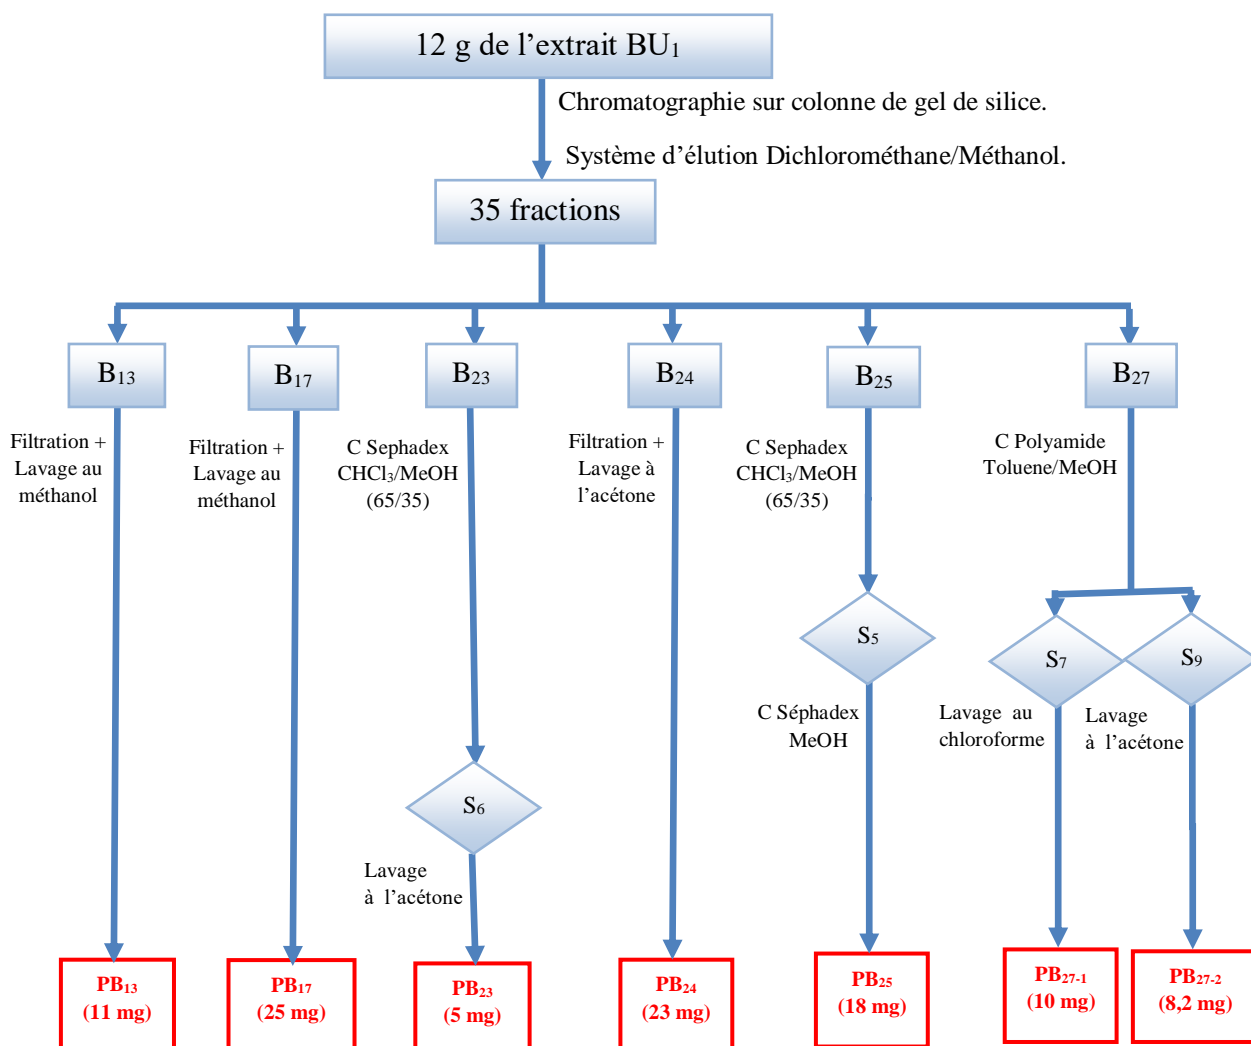 12 g de l’extrait BU₁
Chromatographie sur colonne de gel de silice.
Système d’élution Dichlorométhane/Méthanol.
35 fractions
B₁₃
B₁₇
B₂₃
B₂₄
B₂₅
B₂₇
Filtration +
Lavage au
méthanol
Filtration +
Lavage au
méthanol
C Sephadex
CHCl₃/MeOH
(65/35)
Filtration +
Lavage à
l’acétone
C Sephadex
CHCl₃/MeOH
(65/35)
C Polyamide
Toluene/MeOH
S₅
S₇
S₉
C Séphadex
MeOH
Lavage au
chloroforme
Lavage
à l’acétone
S₆
Lavage
à l’acétone
PB₁₃
(11 mg)
PB₁₇
(25 mg)
PB₂₃
(5 mg)
PB₂₄
(23 mg)
PB₂₅
(18 mg)
PB₂₇₋₁
(10 mg)
PB₂₇₋₂
(8,2 mg)